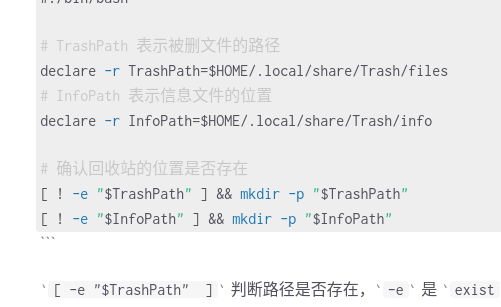 #!/bin/bash
# TrashPath 表示被删文件的路径
declare -r TrashPath=$HOME/.local/share/Trash/files
# InfoPath 表示信息文件的位置
declare -r InfoPath=$HOME/.local/share/Trash/info
# 确认回收站的位置是否存在
[ ! -e "$TrashPath" ] && mkdir -p "$TrashPath"
[ ! -e "$InfoPath" ] && mkdir -p "$InfoPath"
```
`[ -e "$TrashPath"  ]` 判断路径是否存在，`-e` 是 `exist